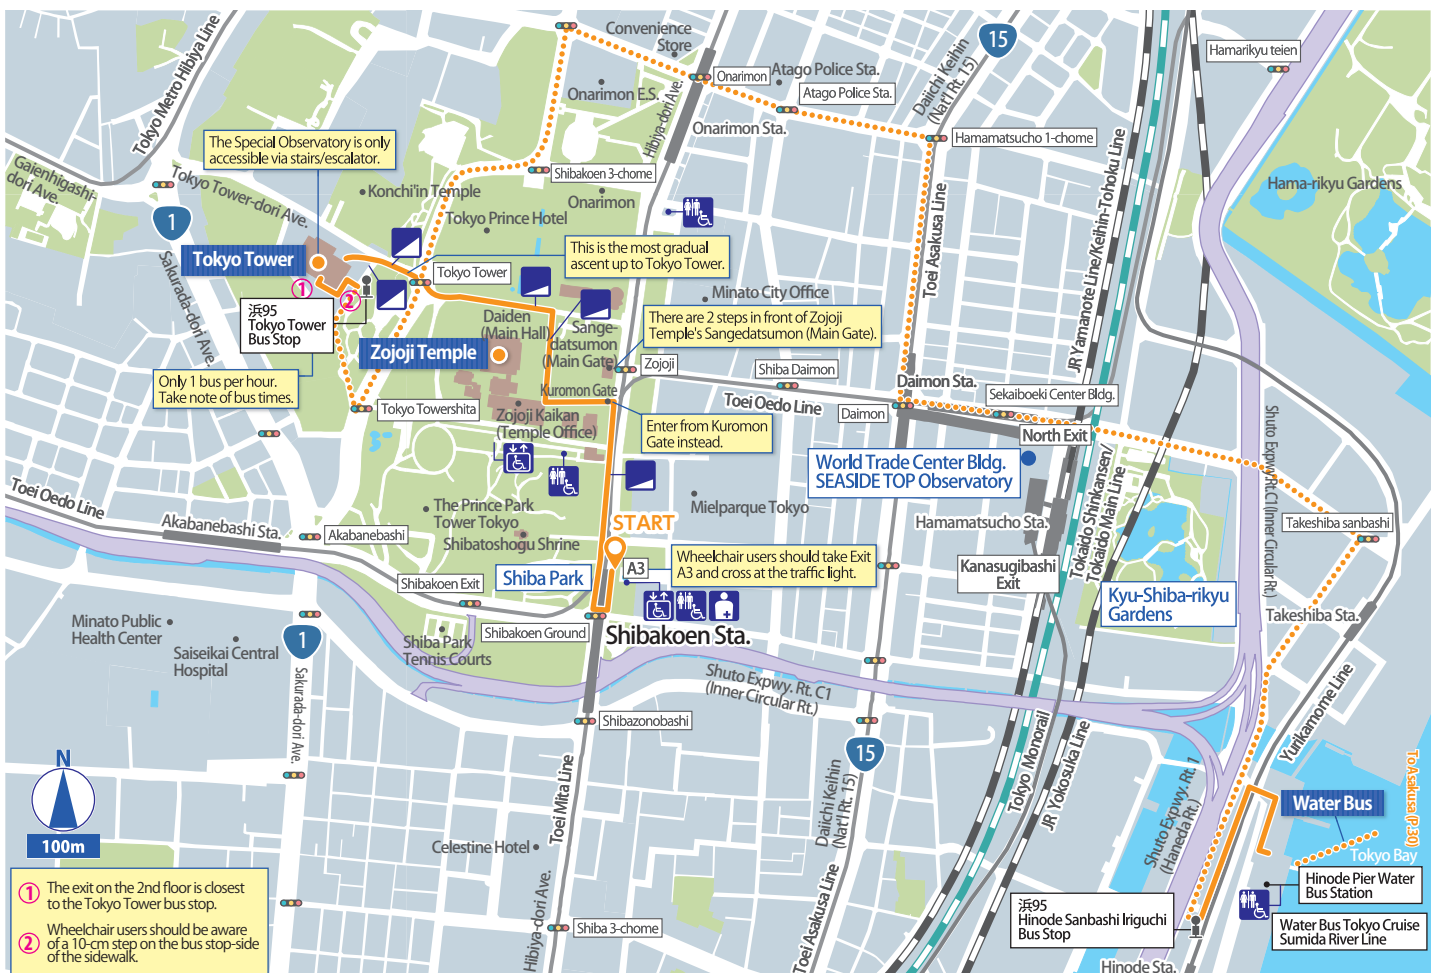 Convenience
Store
15
Hamarikyu teien
Tokyo Metro Hibiya Line
Onarimon E.S.
Hibiya-dori Ave.
Onarimon
Atago Police Sta.
Atago Police Sta.
Daiichi Keihin
(Nat'l Rt. 15)
Onarimon Sta.
Hamamatsucho 1-chome
The Special Observatory is only
accessible via stairs/escalator.
Gaienhigashi-
dori Ave.
Tokyo Tower-dori Ave.
Konchi'in Temple
Shibakoen 3-chome
Onarimon
Hama-rikyu Gardens
1
Tokyo Prince Hotel
Toei Asakusa Line
JR Yamanote Line/Keihin-Tohoku Line
Sakurada-dori Ave.
Tokyo Tower
This is the most gradual
ascent up to Tokyo Tower.
Tokyo Tower
1
2
浜95
Tokyo Tower
Bus Stop
Minato City Office
Daiden
(Main Hall)
Sange-
datsumon
(Main Gate)
There are 2 steps in front of Zojoji
Temple's Sangedatsumon (Main Gate).
Zojoji Temple
Zojoji
Shiba Daimon
Daimon Sta.
Only 1 bus per hour.
Take note of bus times.
Kuromon Gate
Toei Oedo Line
Sekaiboeki Center Bldg.
Tokyo Towershita
Zojoji Kaikan
(Temple Office)
Enter from Kuromon
Gate instead.
Daimon
North Exit
Shuto Expwy. Rt. C1 (Inner Circular Rt.)
World Trade Center Bldg.
SEASIDE TOP Observatory
Tokaido Shinkansen/
Tokaido Main Line
Toei Oedo Line
Akabanebashi Sta.
Akabanebashi
The Prince Park
Tower Tokyo
Shibatoshogu Shrine
Mielparque Tokyo
START
Hamamatsucho Sta.
Takeshiba sanbashi
Shibakoen Exit
Shiba Park
A3
Wheelchair users should take Exit
A3 and cross at the traffic light.
Kanasugibashi
Exit
Kyu-Shiba-rikyu
Gardens
Takeshiba Sta.
Minato Public
Health Center
Saiseikai Central
Hospital
1
Shiba Park
Tennis Courts
Shibakoen Ground
Shibakoen Sta.
Sakurada-dori Ave.
Shuto Expwy. Rt. C1
(Inner Circular Rt.)
Shibazonobashi
15
Tokyo Monorail
JR Yokosuka Line
Yurikamome Line
N
100m
Toei Mita Line
Daiichi Keihin
(Nat'l Rt. 15)
Shuto Expwy. Rt. 1
(Haneda Rt.)
Water Bus
To Asakusa (P.30)
Tokyo Bay
Celestine Hotel
Hibiya-dori Ave.
Toei Asakusa Line
Hinode Pier Water
Bus Station
Water Bus Tokyo Cruise
Sumida River Line
浜95
Hinode Sanbashi Iriguchi
Bus Stop
Shiba 3-chome
Hinode Sta.
1 The exit on the 2nd floor is closest
to the Tokyo Tower bus stop.
2 Wheelchair users should be aware
of a 10-cm step on the bus stop-side
of the sidewalk.